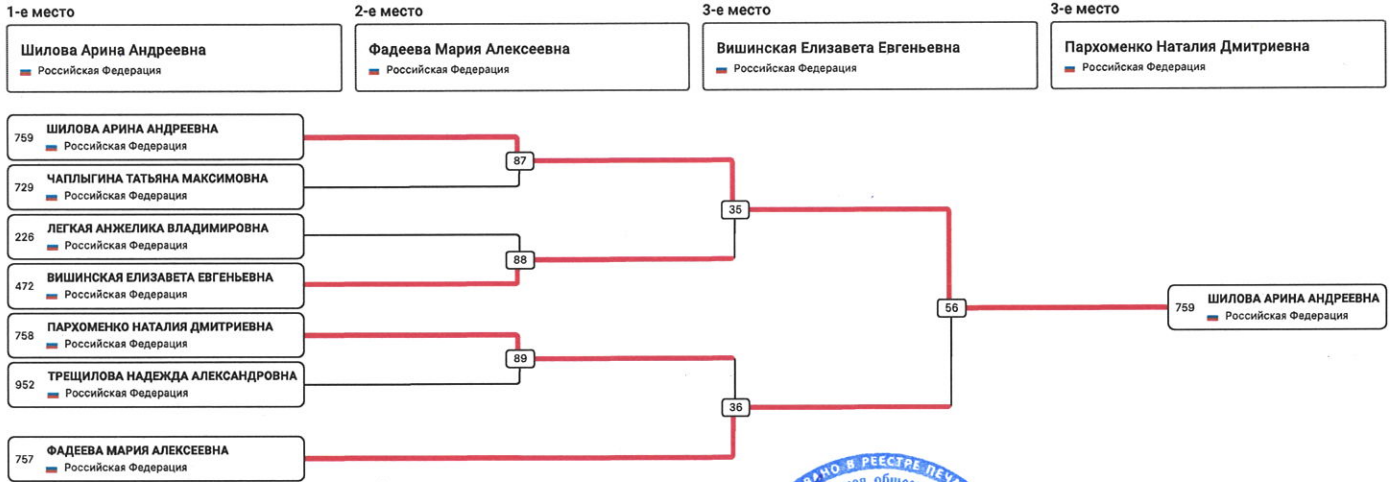 1-е место
Шилова Арина Андреевна
Российская Федерация
2-е место
Фадеева Мария Алексеевна
Российская Федерация
3-е место
Вишинская Елизавета Евгеньевна
Российская Федерация
3-е место
Пархоменко Наталия Дмитриевна
Российская Федерация
759 ШИЛОВА АРИНА АНДРЕЕВНА
Российская Федерация
87
729 ЧАПЛЫГИНА ТАТЬЯНА МАКСИМОВНА
Российская Федерация
35
226 ЛЕГКАЯ АНЖЕЛИКА ВЛАДИМИРОВНА
Российская Федерация
88
472 ВИШИНСКАЯ ЕЛИЗАВЕТА ЕВГЕНЬЕВНА
Российская Федерация
56
759 ШИЛОВА АРИНА АНДРЕЕВНА
Российская Федерация
758 ПАРХОМЕНКО НАТАЛИЯ ДМИТРИЕВНА
Российская Федерация
89
952 ТРЕЩИЛОВА НАДЕЖДА АЛЕКСАНДРОВНА
Российская Федерация
36
757 ФАДЕЕВА МАРИЯ АЛЕКСЕЕВНА
Российская Федерация
В РЕЕСТРЕ